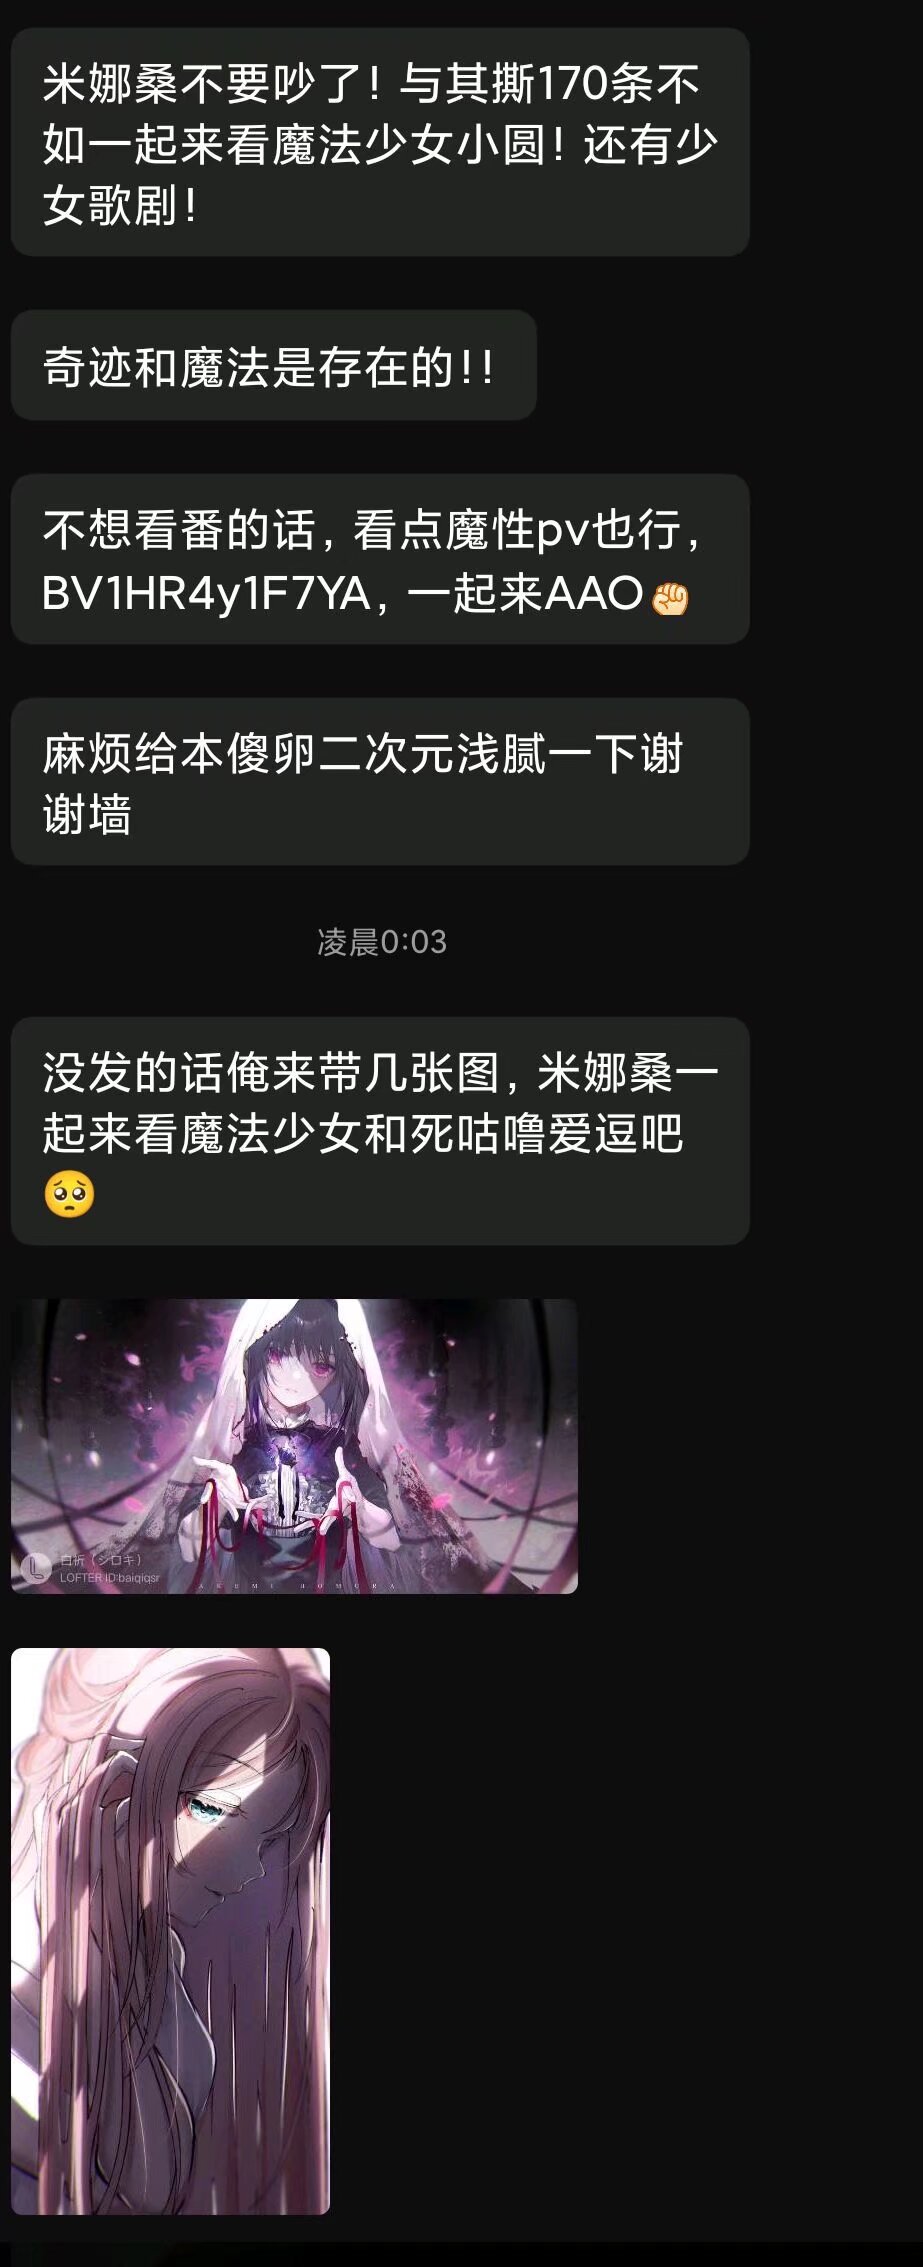 米娜桑不要吵了！与其撕170条不
如一起来看魔法少女小圆！还有少
女歌剧！
奇迹和魔法是存在的！！
不想看番的话，看点魔性pv也行，
BV1HR4y1F7YA，一起来AAO✊
麻烦给本傻卵二次元浅腻一下谢
谢墙
凌晨0:03
没发的话俺来带几张图，米娜桑一
起来看魔法少女和死咕噜爱逗吧
🥺
白祈（シロキ）
LOFTER ID:baiqiqsr
AKEMI HOMURA